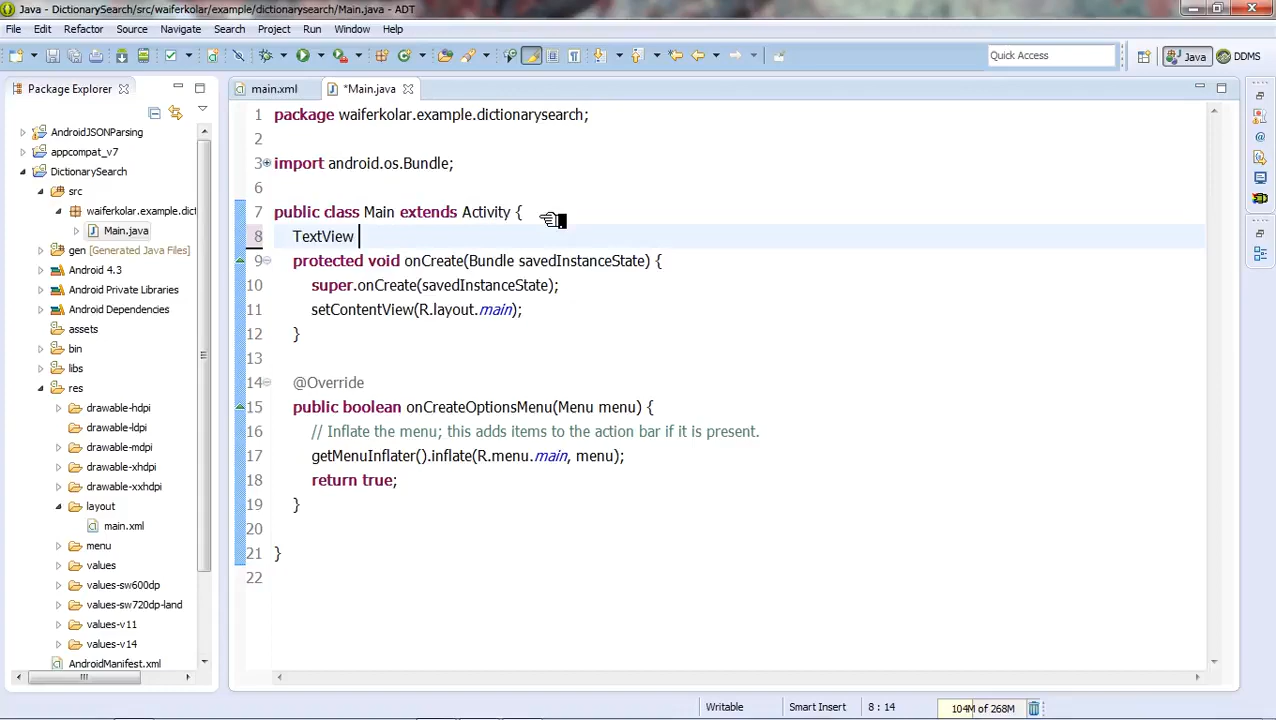 Java - DictionarySearch/src/waiferkolar/example/dictionarysearch/Main.java - ADT
File Edit Refactor Source Navigate Search Project Run Window Help
Quick Access
Java
DDMS
Package Explorer
main.xml
*Main.java
AndroidJSONParsing
appcompat_v7
DictionarySearch
src
waiferkolar.example.dict
Main.java
gen [Generated Java Files]
Android 4.3
Android Private Libraries
Android Dependencies
assets
bin
libs
res
drawable-hdpi
drawable-ldpi
drawable-mdpi
drawable-xhdpi
drawable-xxhdpi
layout
main.xml
menu
values
values-sw600dp
values-sw720dp-land
values-v11
values-v14
AndroidManifest.xml
1 package waiferkolar.example.dictionarysearch;
2
3 import android.os.Bundle;
6
7 public class Main extends Activity {
8 TextView
9 protected void onCreate(Bundle savedInstanceState) {
10 super.onCreate(savedInstanceState);
11 setContentView(R.layout.main);
12 }
13
14 @Override
15 public boolean onCreateOptionsMenu(Menu menu) {
16 // Inflate the menu; this adds items to the action bar if it is present.
17 getMenuInflater().inflate(R.menu.main, menu);
18 return true;
19 }
20
21 }
22
Writable
Smart Insert
8 : 14
104M of 268M